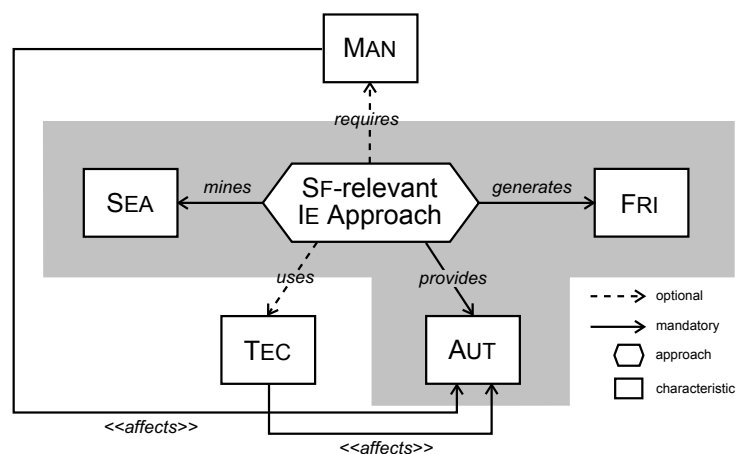 MAN
requires
SEA
mines
SF-relevant
IE Approach
generates
FRI
uses
provides
TEC
AUT
optional
mandatory
approach
characteristic
<<affects>>
<<affects>>